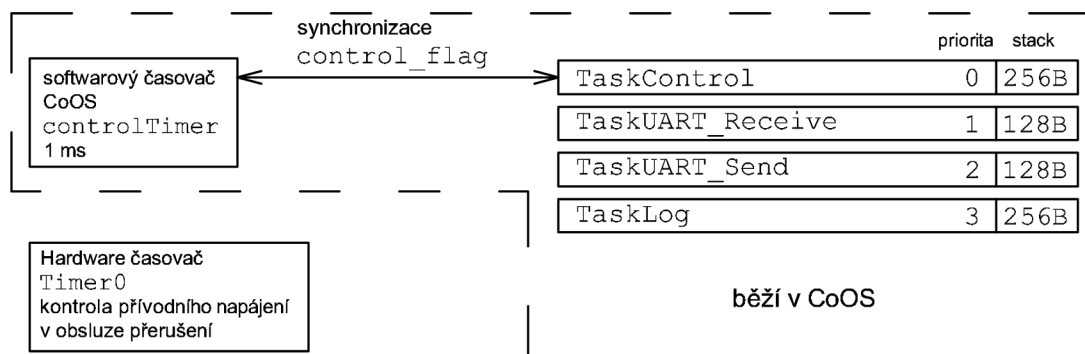 synchronizace
control_flag
priorita stack
softwarový časovač
CoOS
controlTimer
1 ms
TaskControl 0 256B
TaskUART_Receive 1 128B
TaskUART_Send 2 128B
TaskLog 3 256B
Hardware časovač
Timer0
kontrola přívodního napájení
v obsluze přerušení
běží v CoOS